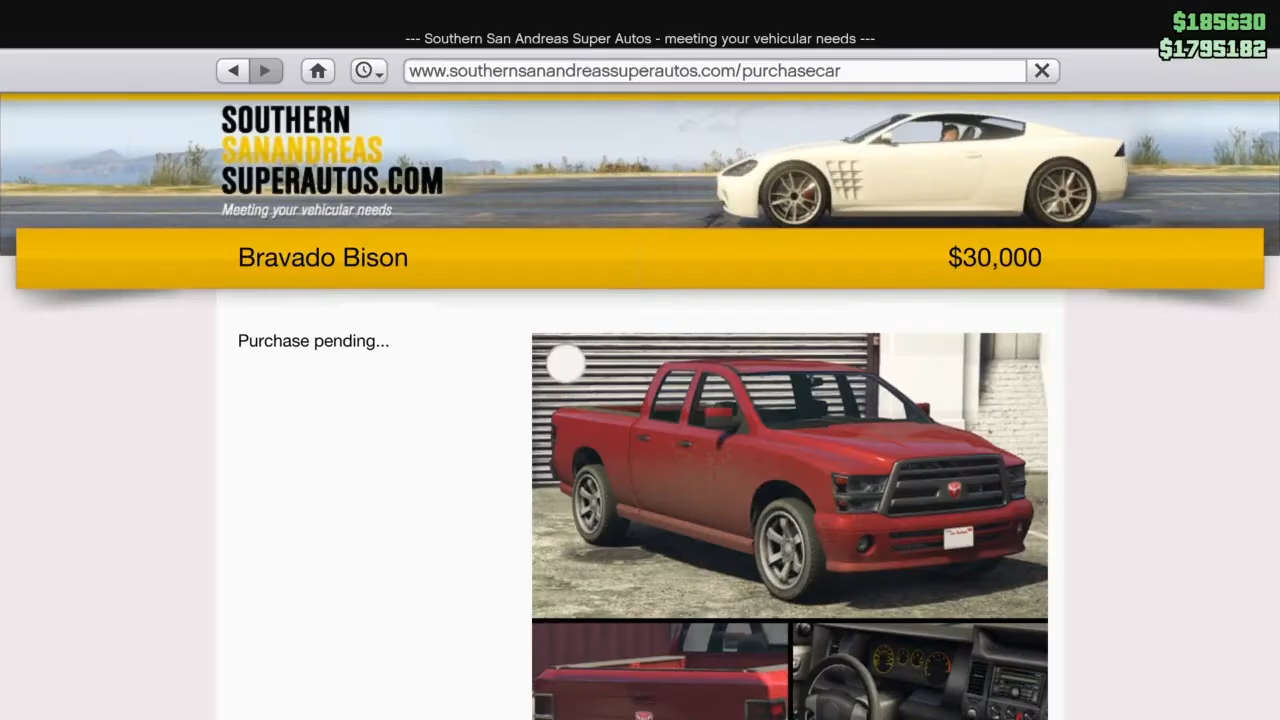 $185630
--- Southern San Andreas Super Autos - meeting your vehicular needs ---
$1795182
www.southernsanandreassuperautos.com/purchasecar
SOUTHERN
SANANDREAS
SUPERAUTOS.COM
Meeting your vehicular needs
Bravado Bison
$30,000
Purchase pending...